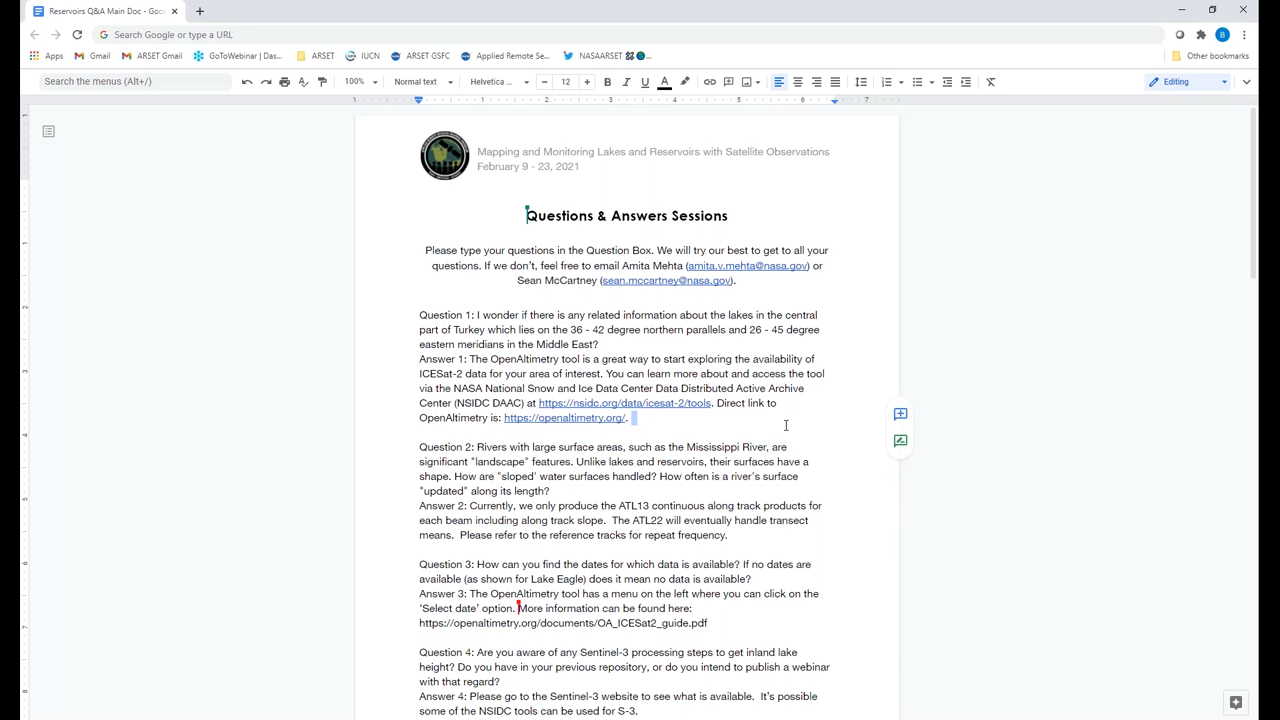 Reservoirs Q&A Main Doc - Goo
Search Google or type a URL
Apps
Gmail
ARSET Gmail
GoToWebinar | Das...
ARSET
IUCN
ARSET GSFC
Applied Remote Se...
NASAARSET
Other bookmarks
Search the menus (Alt+/)
100%
Normal text
Helvetica ...
12
Editing
Mapping and Monitoring Lakes and Reservoirs with Satellite Observations
February 9 - 23, 2021
Questions & Answers Sessions
Please type your questions in the Question Box. We will try our best to get to all your
questions. If we don't, feel free to email Amita Mehta (amita.v.mehta@nasa.gov) or
Sean McCartney (sean.mccartney@nasa.gov).
Question 1: I wonder if there is any related information about the lakes in the central
part of Turkey which lies on the 36 - 42 degree northern parallels and 26 - 45 degree
eastern meridians in the Middle East?
Answer 1: The OpenAltimetry tool is a great way to start exploring the availability of
ICESat-2 data for your area of interest. You can learn more about and access the tool
via the NASA National Snow and Ice Data Center Data Distributed Active Archive
Center (NSIDC DAAC) at https://nsidc.org/data/icesat-2/tools. Direct link to
OpenAltimetry is: https://openaltimetry.org/.
Question 2: Rivers with large surface areas, such as the Mississippi River, are
significant "landscape" features. Unlike lakes and reservoirs, their surfaces have a
shape. How are "sloped' water surfaces handled? How often is a river's surface
"updated" along its length?
Answer 2: Currently, we only produce the ATL13 continuous along track products for
each beam including along track slope. The ATL22 will eventually handle transect
means. Please refer to the reference tracks for repeat frequency.
Question 3: How can you find the dates for which data is available? If no dates are
available (as shown for Lake Eagle) does it mean no data is available?
Answer 3: The OpenAltimetry tool has a menu on the left where you can click on the
'Select date' option. More information can be found here:
https://openaltimetry.org/documents/OA_ICESat2_guide.pdf
Question 4: Are you aware of any Sentinel-3 processing steps to get inland lake
height? Do you have in your previous repository, or do you intend to publish a webinar
with that regard?
Answer 4: Please go to the Sentinel-3 website to see what is available. It's possible
some of the NSIDC tools can be used for S-3.